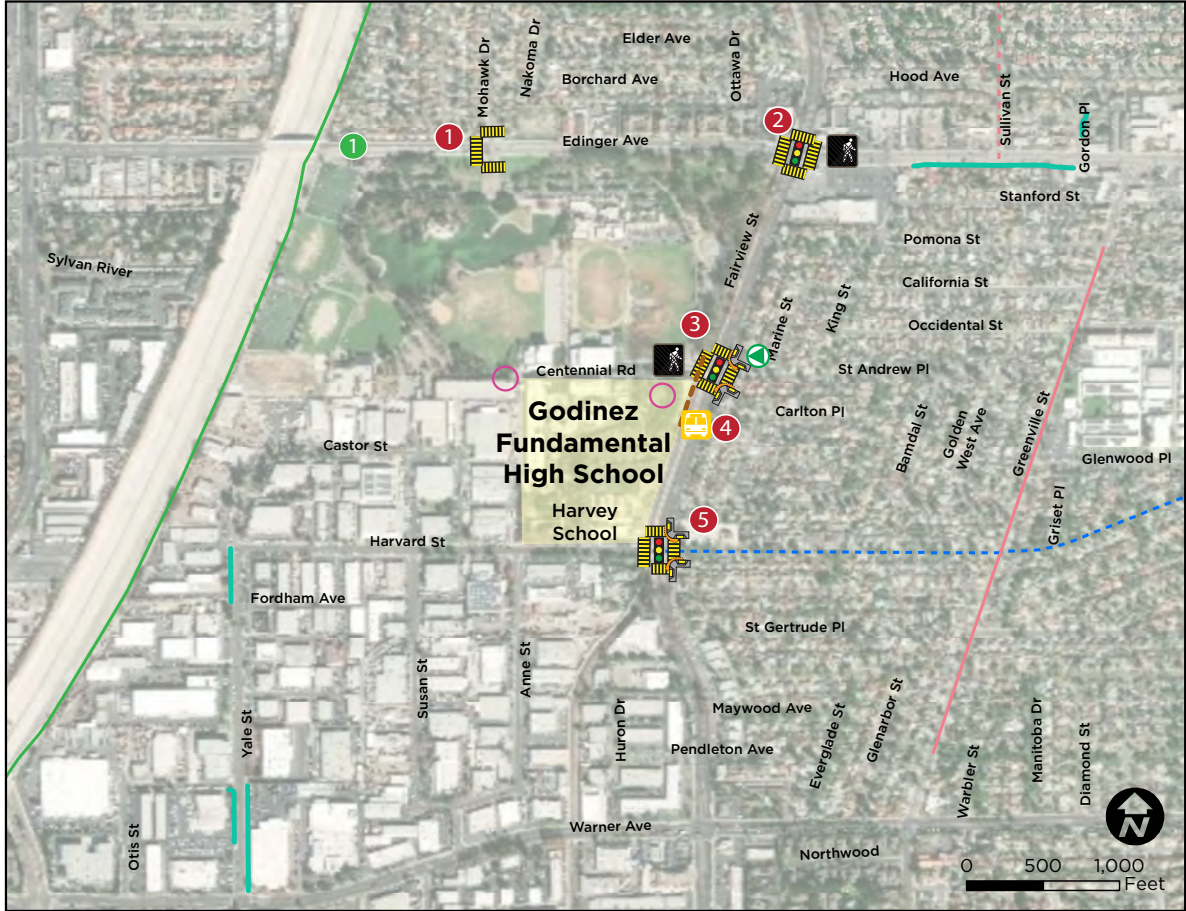 Elder Ave
Mohawk Dr
Nakoma Dr
Ottawa Dr
Borchard Ave
Hood Ave
Sullivan St
Gordon Pl
1
1
Edinger Ave
2
Stanford St
Sylvan River
Fairview St
Pomona St
California St
Marine St
King St
Occidental St
3
Centennial Rd
St Andrew Pl
Godinez
Fundamental
High School
Carlton Pl
4
Bamdal St
Golden
West Ave
Greenville St
Castor St
Glenwood Pl
Harvey
School
5
Griset Pl
Harvard St
Fordham Ave
St Gertrude Pl
Susan St
Anne St
Yale St
Huron Dr
Maywood Ave
Pendleton Ave
Everglade St
Glenarbor St
Warbler St
Manitoba Dr
Diamond St
Otis St
Warner Ave
Northwood
N
0 500 1,000
Feet